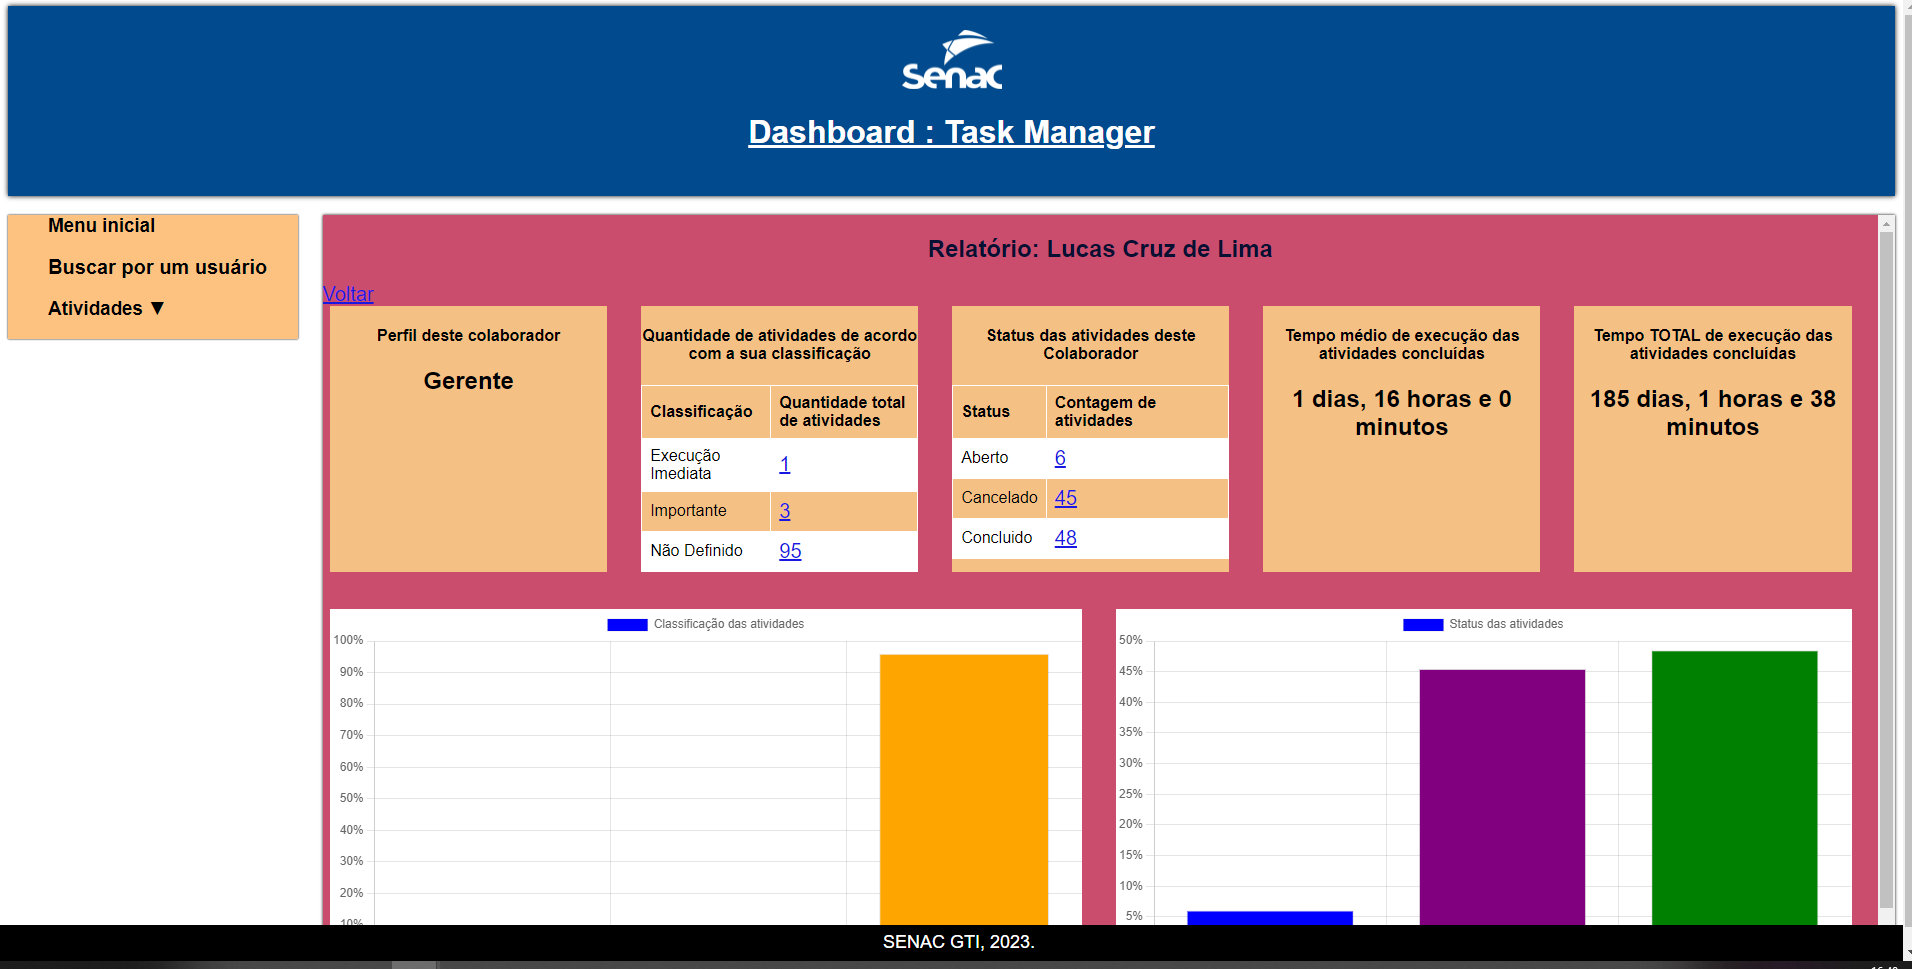 Senac
Dashboard : Task Manager
Menu inicial
Buscar por um usuário
Atividades ▼
Relatório: Lucas Cruz de Lima
Voltar
Perfil deste colaborador
Gerente
Quantidade de atividades de acordo
com a sua classificação
Classificação
Quantidade total
de atividades
Execução
Imediata
1
Importante
3
Não Definido
95
Status das atividades deste
Colaborador
Status
Contagem de
atividades
Aberto
6
Cancelado
45
Concluido
48
Tempo médio de execução das
atividades concluídas
1 dias, 16 horas e 0
minutos
Tempo TOTAL de execução das
atividades concluídas
185 dias, 1 horas e 38
minutos
Classificação das atividades
100%
90%
80%
70%
60%
50%
40%
30%
20%
10%
Status das atividades
50%
45%
40%
35%
30%
25%
20%
15%
10%
5%
SENAC GTI, 2023.